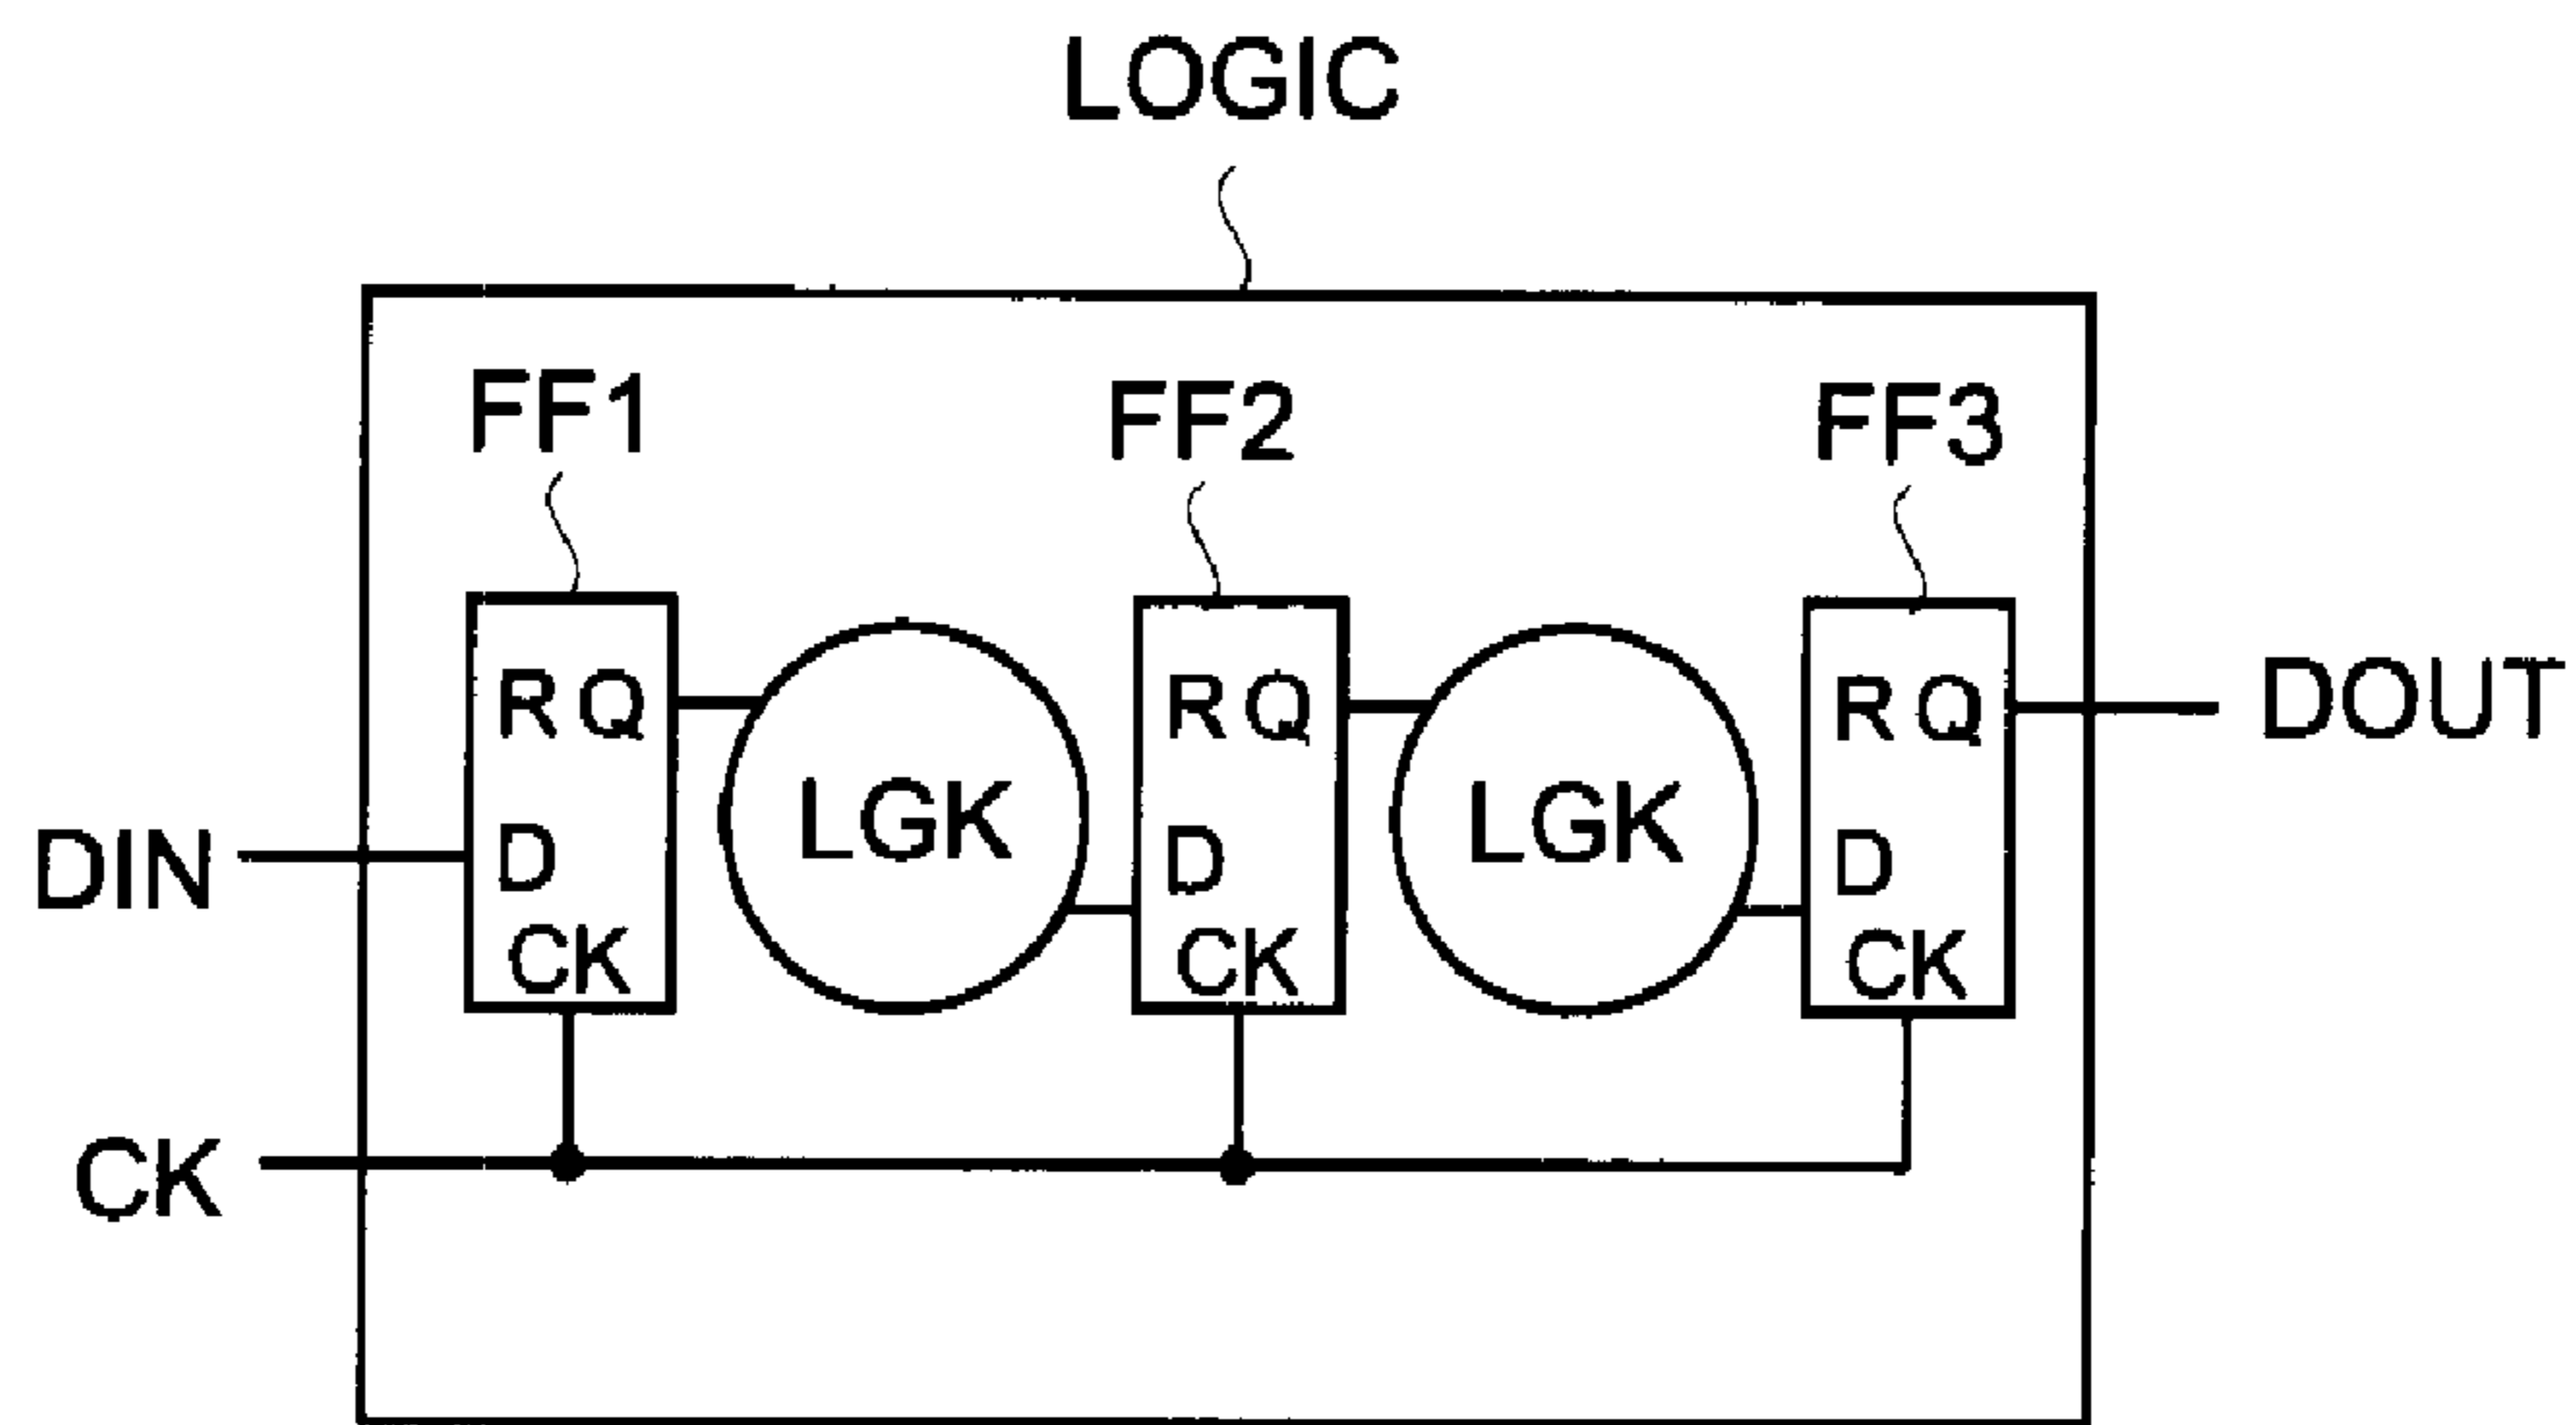 LOGIC
FF1 FF2 FF3
R Q LGK R Q LGK R Q DOUT
DIN D D D
CK CK CK
CK